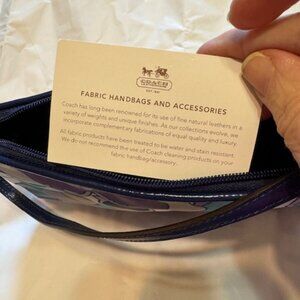 COACH
EST. 1941
FABRIC HANDBAGS AND ACCESSORIES
Coach has long been renowned for its use of fine natural leathers in a
variety of weights and unique finishes. As our collections evolve, we
incorporate complementary fabrications of equal quality and luxury.
All fabric products have been treated to be water and stain resistant.
We do not recommend the use of Coach cleaning products on your
fabric handbag/accessory.